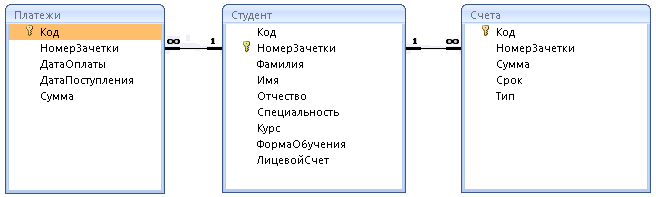 Платежи
Код
НомерЗачетки
ДатаОплаты
ДатаПоступления
Сумма
∞ 1
Студент
Код
НомерЗачетки
Фамилия
Имя
Отчество
Специальность
Курс
ФормаОбучения
ЛицевойСчет
1 ∞
Счета
Код
НомерЗачетки
Сумма
Срок
Тип